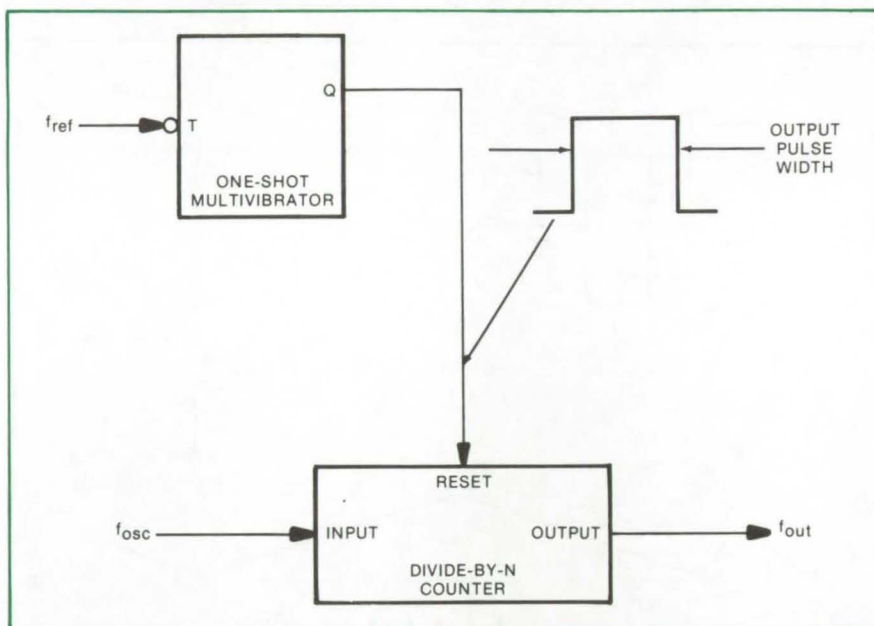 Q
f_ref
T
ONE-SHOT
MULTIVIBRATOR
OUTPUT
PULSE
WIDTH
RESET
f_osc
INPUT
OUTPUT
f_out
DIVIDE-BY-N
COUNTER